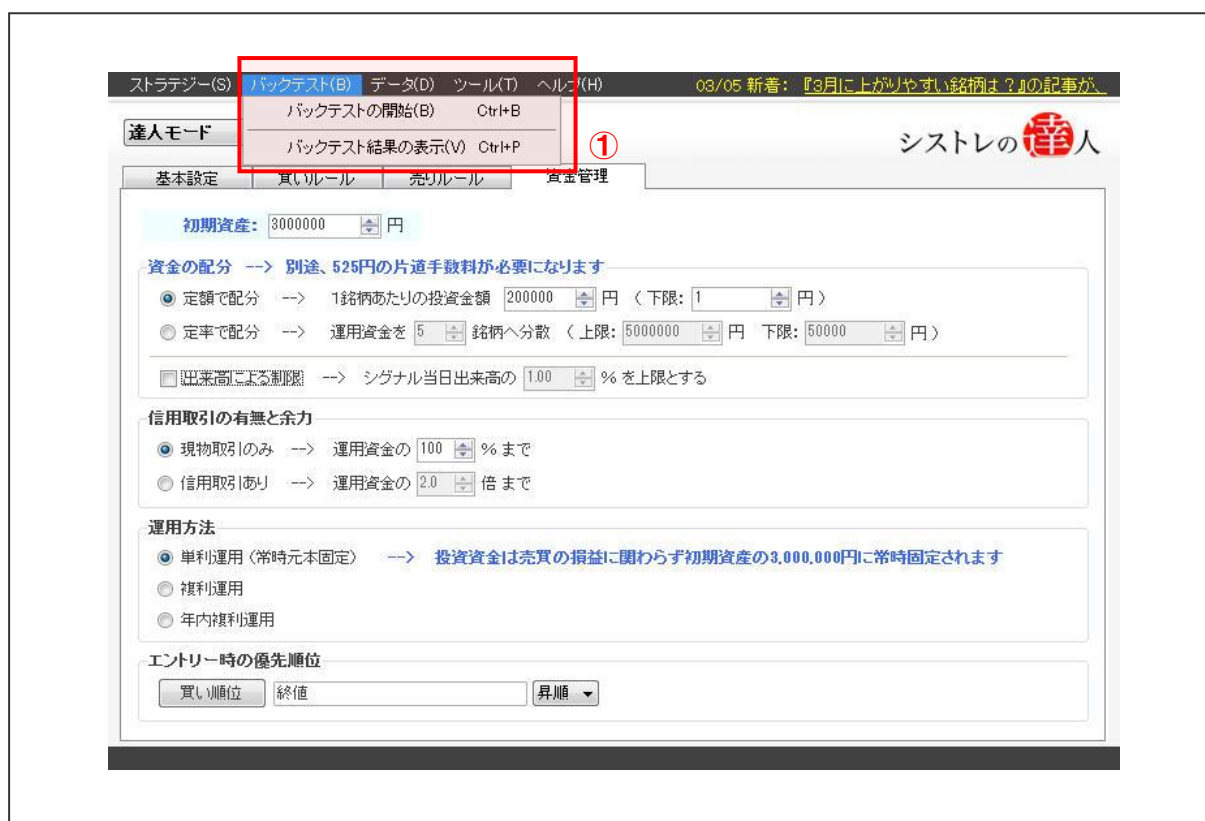 ストラテジー(S) バックテスト(B) データ(D) ツール(T) ヘルプ(H) 03/05 新着: 『3月に上がりやすい銘柄は?』の記事が、
バックテストの開始(B) Ctrl+B
バックテスト結果の表示(V) Ctrl+P
①
達人モード
シストレの達人
基本設定 買いルール 売りルール 資金管理
初期資産: 3000000 円
資金の配分 --> 別途、525円の片道手数料が必要になります
定額で配分 --> 1銘柄あたりの投資金額 200000 円 (下限: 1 円)
定率で配分 --> 運用資金を 5 銘柄へ分散 (上限: 5000000 円 下限: 50000 円)
出来高による制限 --> シグナル当日出来高の 1.00 % を上限とする
信用取引の有無と余力
現物取引のみ --> 運用資金の 100 % まで
信用取引あり --> 運用資金の 2.0 倍 まで
運用方法
単利運用(常時元本固定) --> 投資資金は売買の損益に関わらず初期資産の3,000,000円に常時固定されます
複利運用
年内複利運用
エントリー時の優先順位
買い順位 終値 昇順